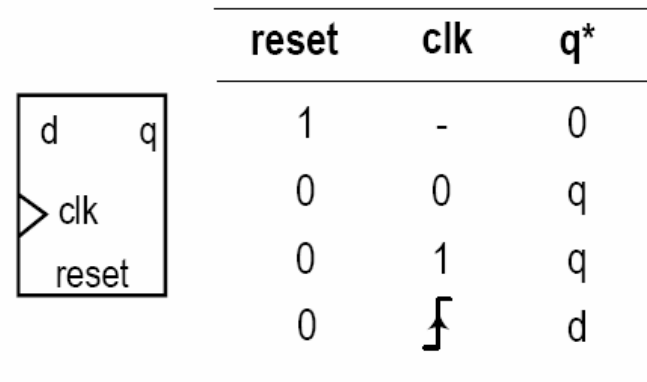 reset clk q*
d q
1 - 0
clk
0 0 q
reset
0 1 q
0 d